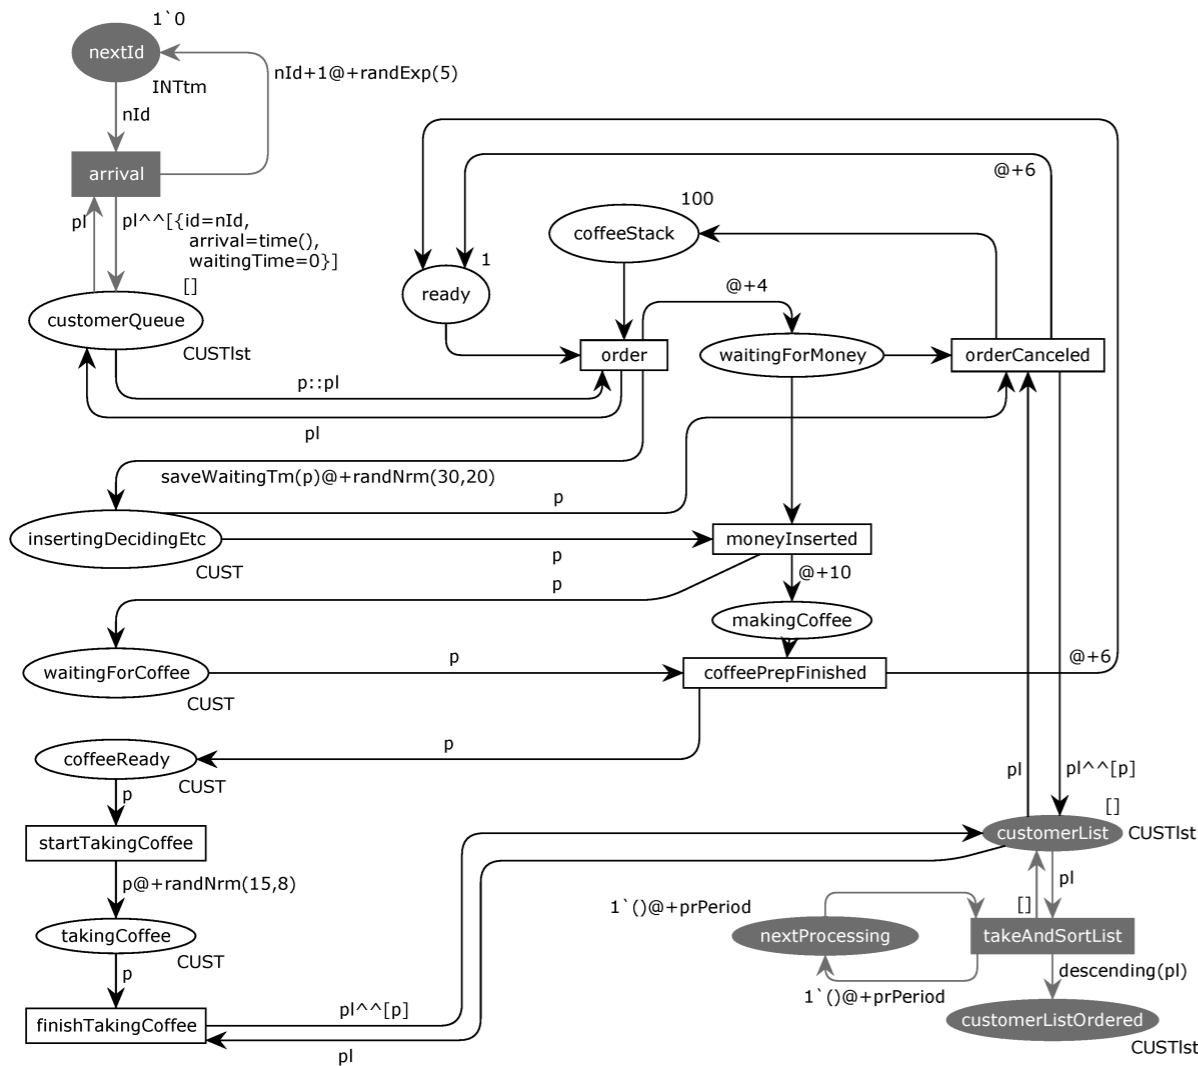 1`0
nextId
INTtm
nId+1@+randExp(5)
nId
arrival
@+6
pl
pl^^[{id=nId,
arrival=time(),
waitingTime=0}]
100
coffeeStack
[]
1
ready
@+4
customerQueue
CUSTlst
order
waitingForMoney
orderCanceled
p::pl
pl
saveWaitingTm(p)@+randNrm(30,20)
p
insertingDecidingEtc
CUST
moneyInserted
p
@+10
p
makingCoffee
@+6
waitingForCoffee
CUST
p
coffeePrepFinished
p
coffeeReady
CUST
p
pl
pl^^[p]
[]
startTakingCoffee
customerList
CUSTlst
p@+randNrm(15,8)
pl
1`()@+prPeriod
[]
takingCoffee
CUST
nextProcessing
takeAndSortList
p
descending(pl)
1`()@+prPeriod
pl^^[p]
finishTakingCoffee
customerListOrdered
CUSTlst
pl